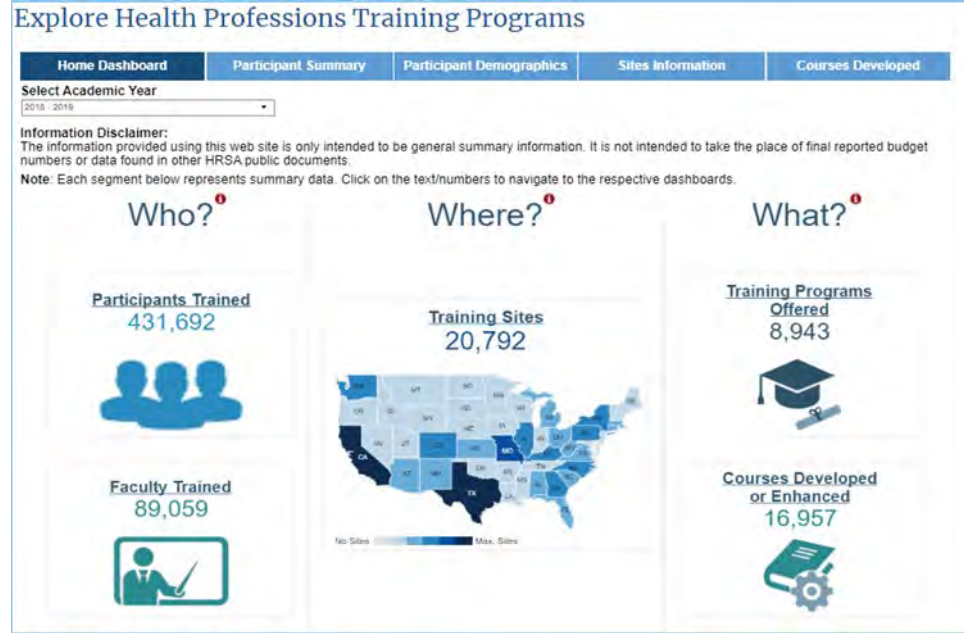 Explore Health Professions Training Programs
Home Dashboard Participant Summary Participant Demographics Sites Information Courses Developed
Select Academic Year
2018 - 2019
Information Disclaimer:
The information provided using this web site is only intended to be general summary information. It is not intended to take the place of final reported budget
numbers or data found in other HRSA public documents.
Note: Each segment below represents summary data. Click on the text/numbers to navigate to the respective dashboards.
Who? Where? What?
Participants Trained
431,692
Training Sites
20,792
Training Programs
Offered
8,943
MT
WY
NV
CA
MO
TX
Faculty Trained
89,059
Courses Developed
or Enhanced
16,957
No Sites Max. Sites